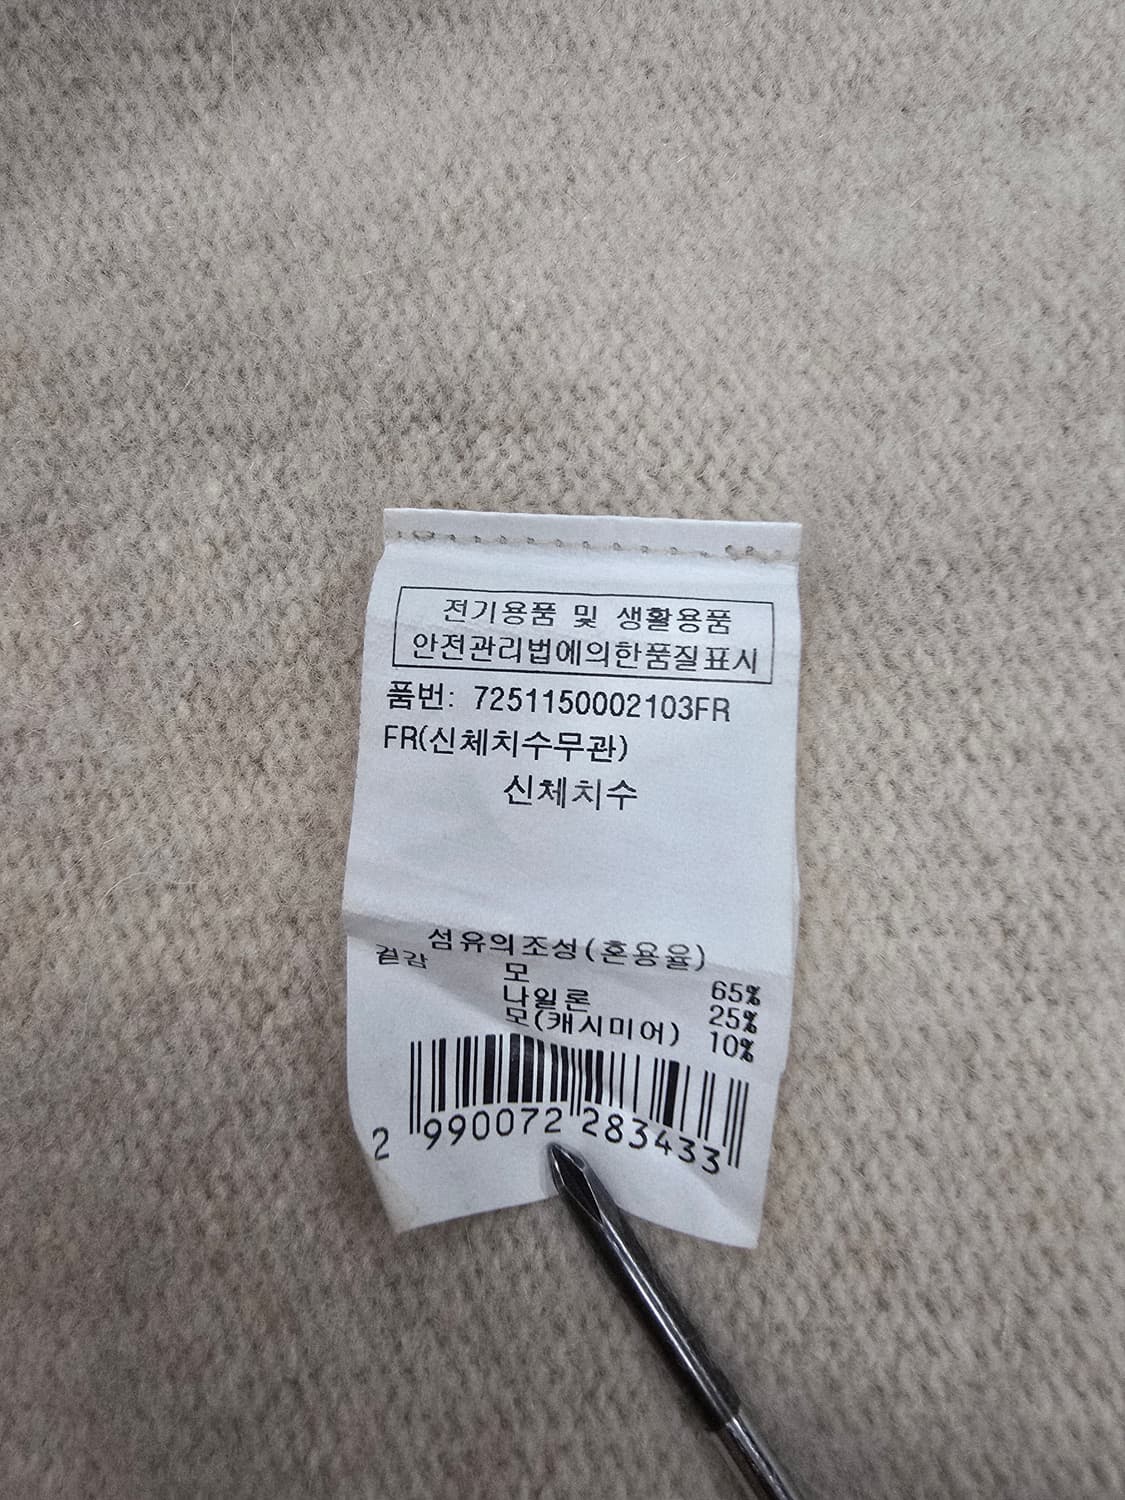 전기용품 및 생활용품
안전관리법에의한품질표시
품번: 7251150002103FR
FR(신체치수무관)
신체치수
섬유의조성(혼용율)
겉감 모 65%
나일론 25%
모(캐시미어) 10%
2 990072 283433